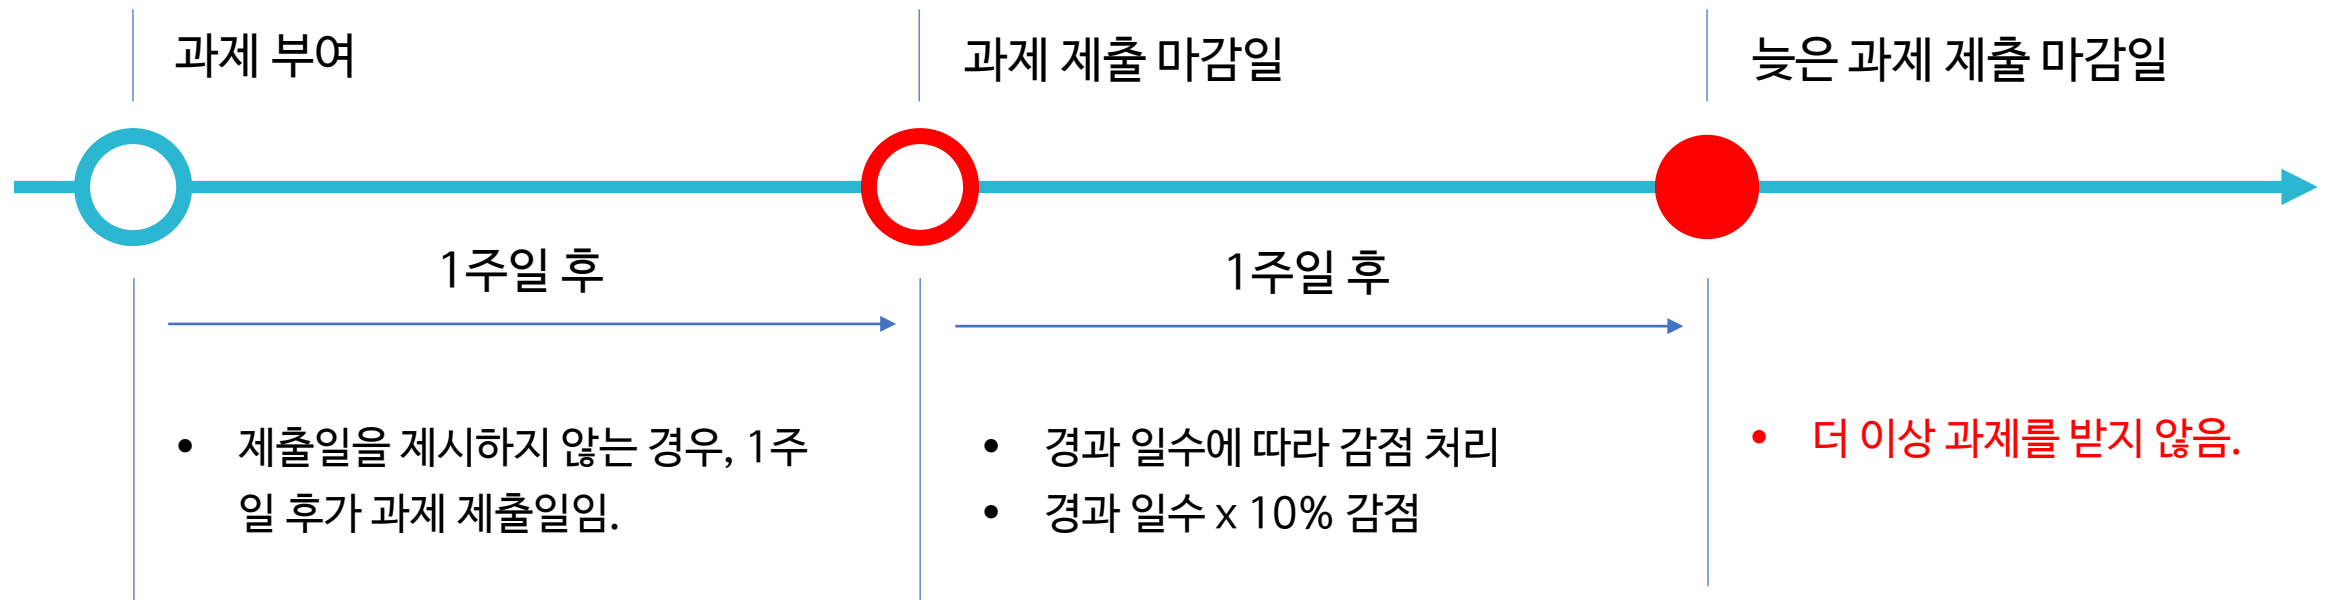 과제 부여
과제 제출 마감일
늦은 과제 제출 마감일
1주일 후
1주일 후
• 제출일을 제시하지 않는 경우, 1주
일 후가 과제 제출일임.
• 경과 일수에 따라 감점 처리
• 경과 일수 x 10% 감점
• 더 이상 과제를 받지 않음.